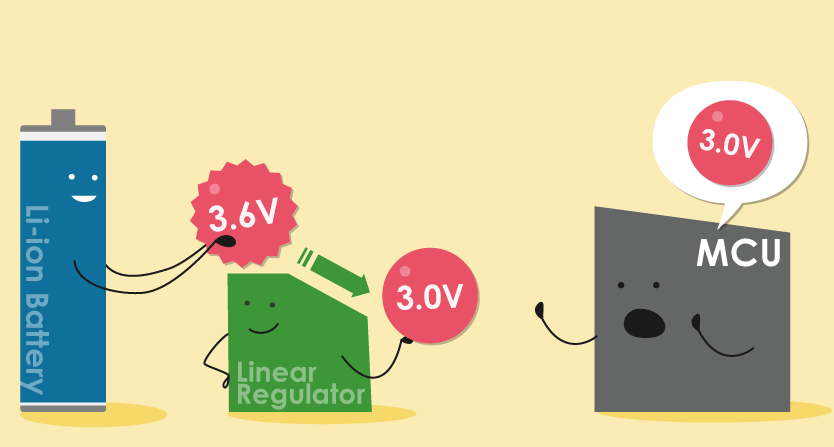 Li-ion Battery
3.6V
3.0V
Linear
Regulator
3.0V
MCU